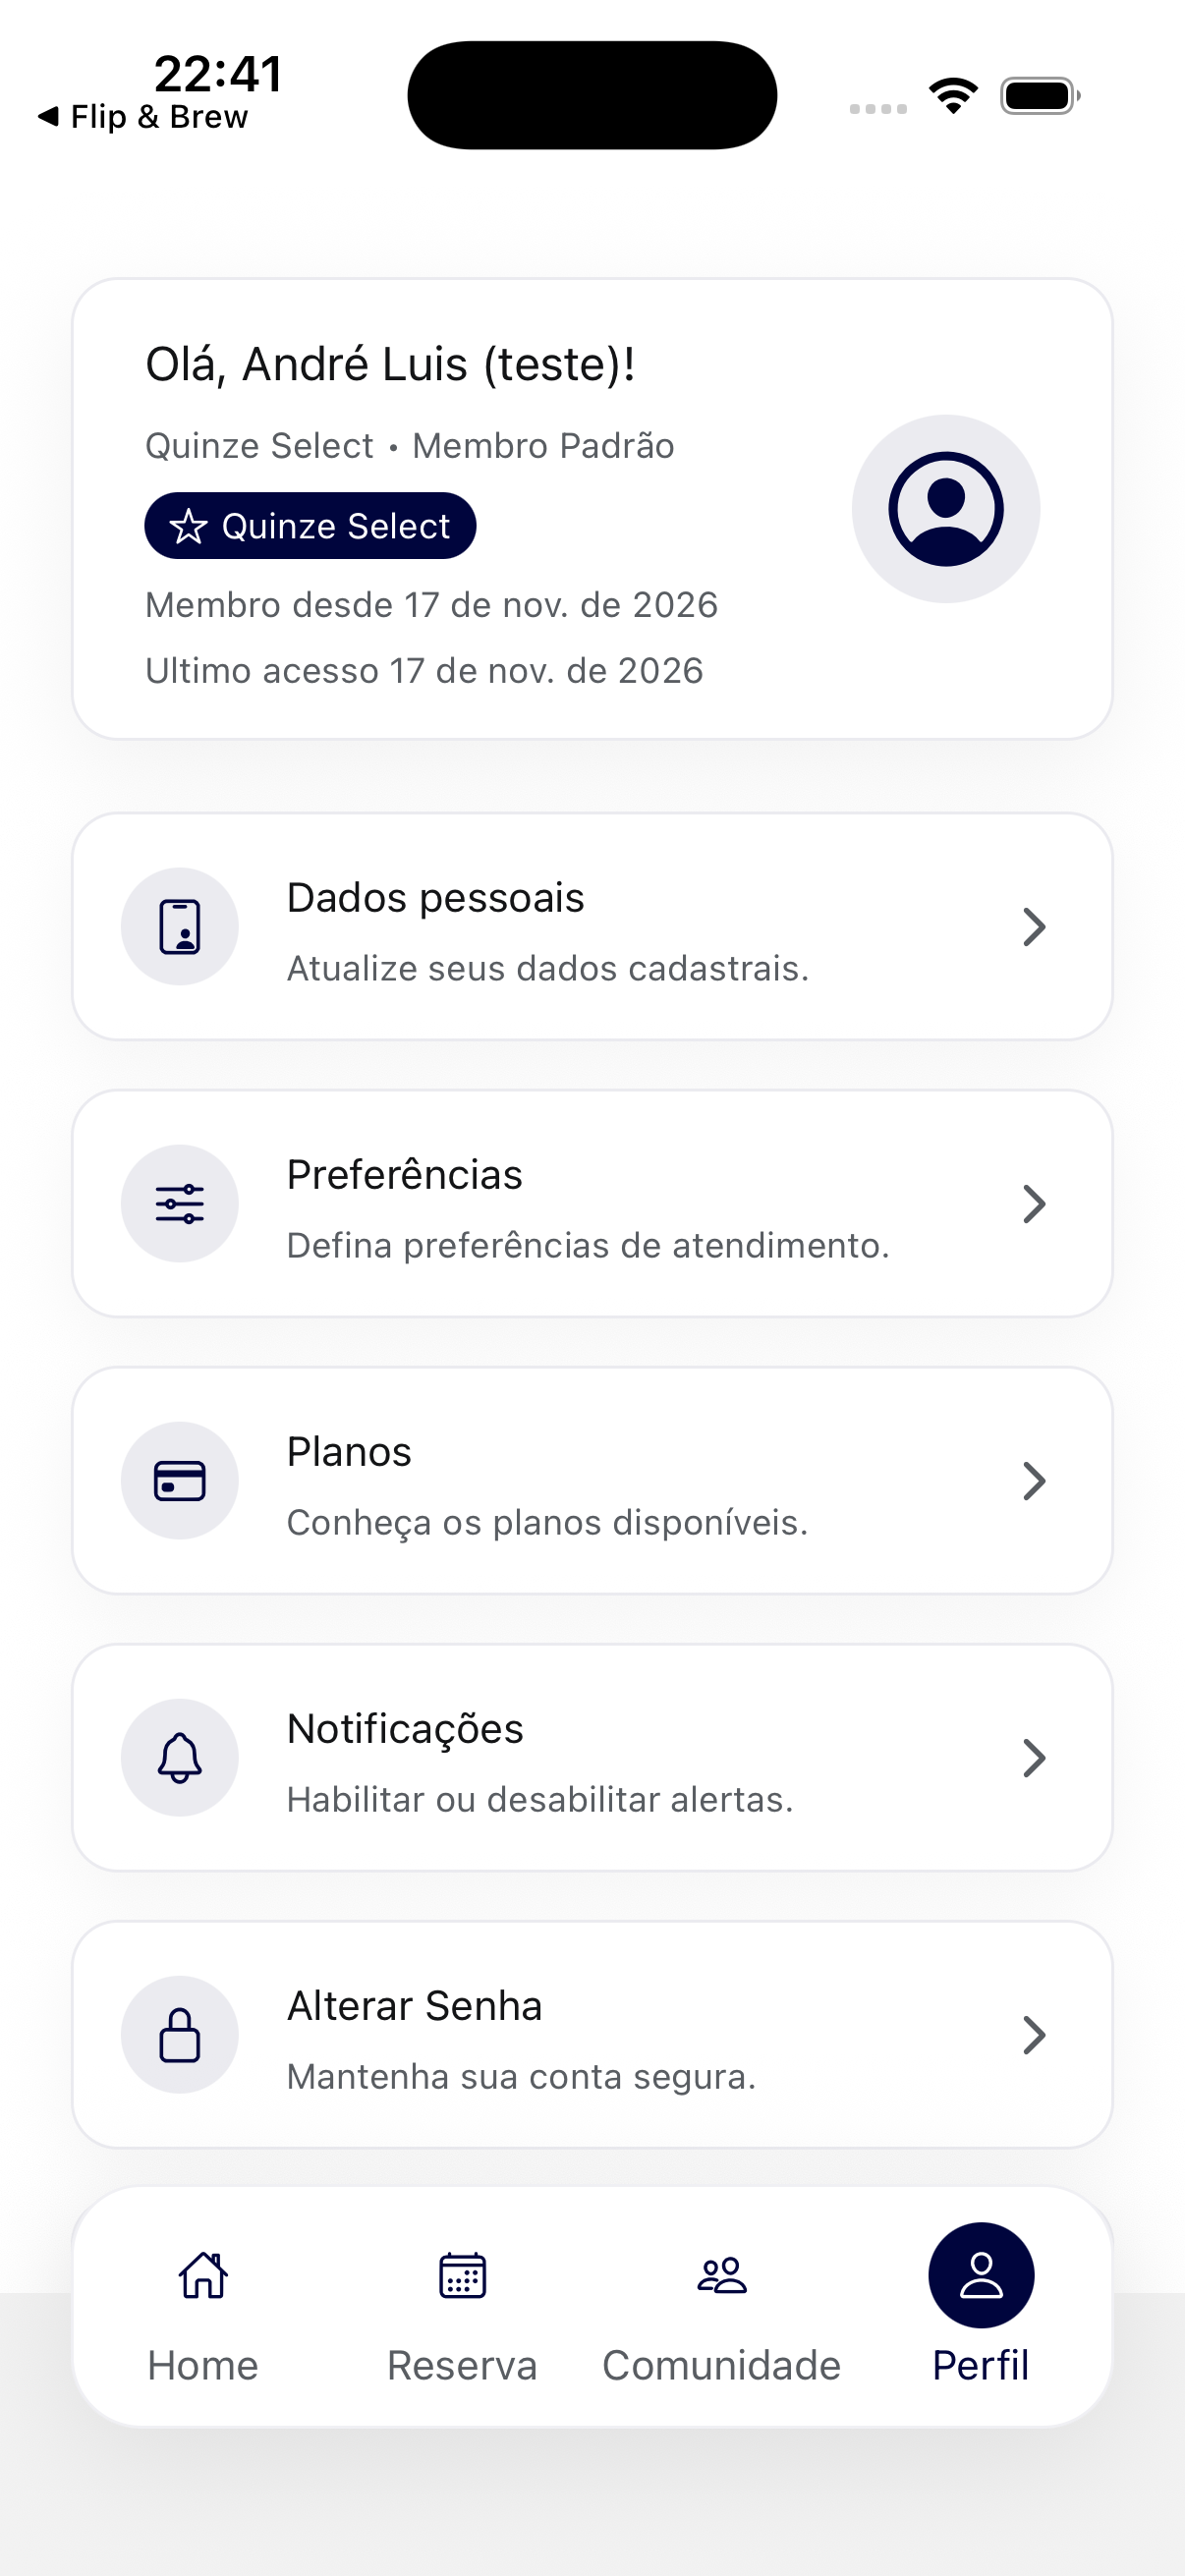 22:41
◀ Flip & Brew
Olá, André Luis (teste)!
Quinze Select • Membro Padrão
Quinze Select
Membro desde 17 de nov. de 2026
Ultimo acesso 17 de nov. de 2026
Dados pessoais
Atualize seus dados cadastrais.
Preferências
Defina preferências de atendimento.
Planos
Conheça os planos disponíveis.
Notificações
Habilitar ou desabilitar alertas.
Alterar Senha
Mantenha sua conta segura.
Home Reserva Comunidade Perfil